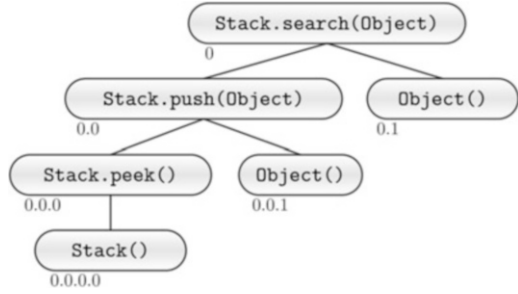 Stack.search(Object)
0
Stack.push(Object)
Object()
0.0
0.1
Stack.peek()
Object()
0.0.0
0.0.1
Stack()
0.0.0.0